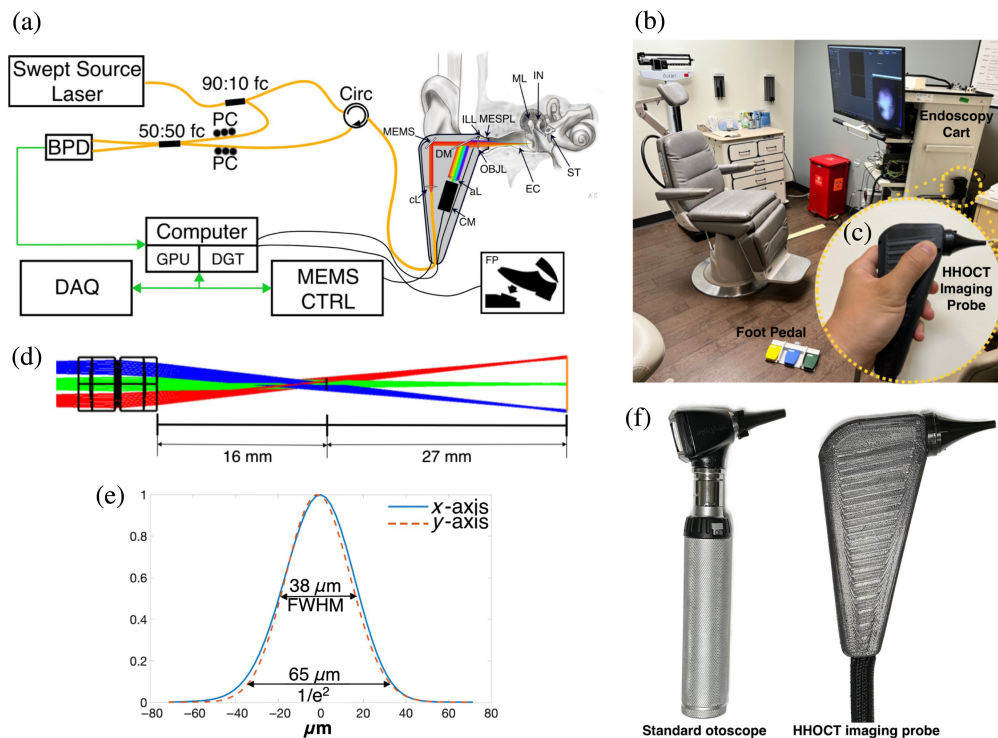 (a)
Swept Source
Laser
90:10 fc
PC
50:50 fc
PC
BPD
Circ
MEMS
ILL
MESPL
ML
IN
DM
OBJL
EC
ST
cL
aL
CM
Computer
GPU
DGT
DAQ
MEMS
CTRL
FP
(b)
Endoscopy
Cart
(c)
HHOCT
Imaging
Probe
Foot Pedal
(d)
16 mm
27 mm
(e)
x-axis
y-axis
1
0.8
0.6
0.4
0.2
0
38 µm
FWHM
65 µm
1/e²
−80
−60
−40
−20
0
20
40
60
80
µm
(f)
Standard otoscope
HHOCT imaging probe